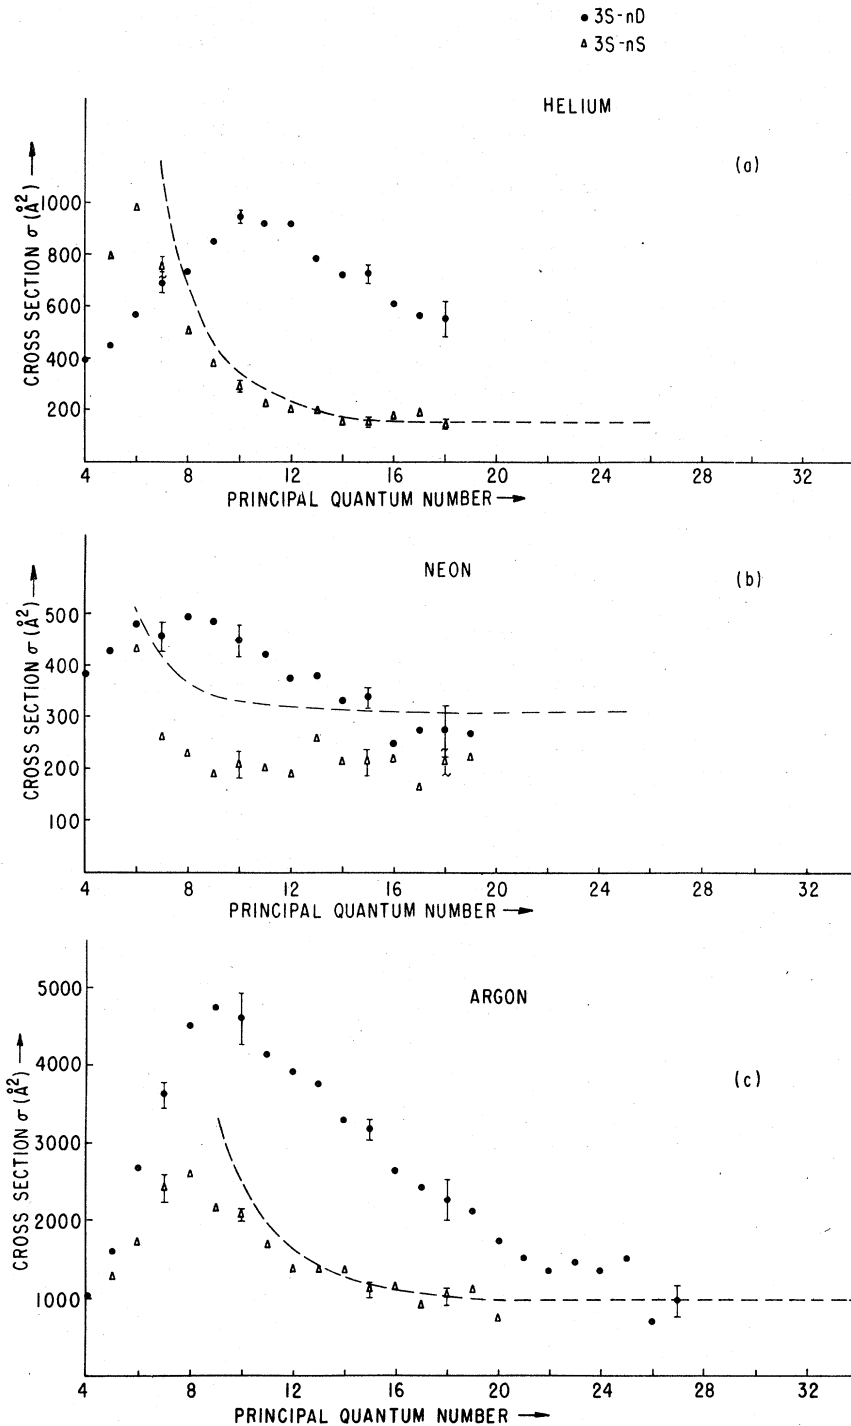 ● 3S-nD
△ 3S-nS
HELIUM
(a)
CROSS SECTION σ (Å²) →
1000
800
600
400
200
4 8 12 16 20 24 28 32
PRINCIPAL QUANTUM NUMBER →
NEON
(b)
CROSS SECTION σ (Å²) →
500
400
300
200
100
4 8 12 16 20 24 28 32
PRINCIPAL QUANTUM NUMBER →
ARGON
(c)
CROSS SECTION σ (Å²) →
5000
4000
3000
2000
1000
4 8 12 16 20 24 28 32
PRINCIPAL QUANTUM NUMBER →